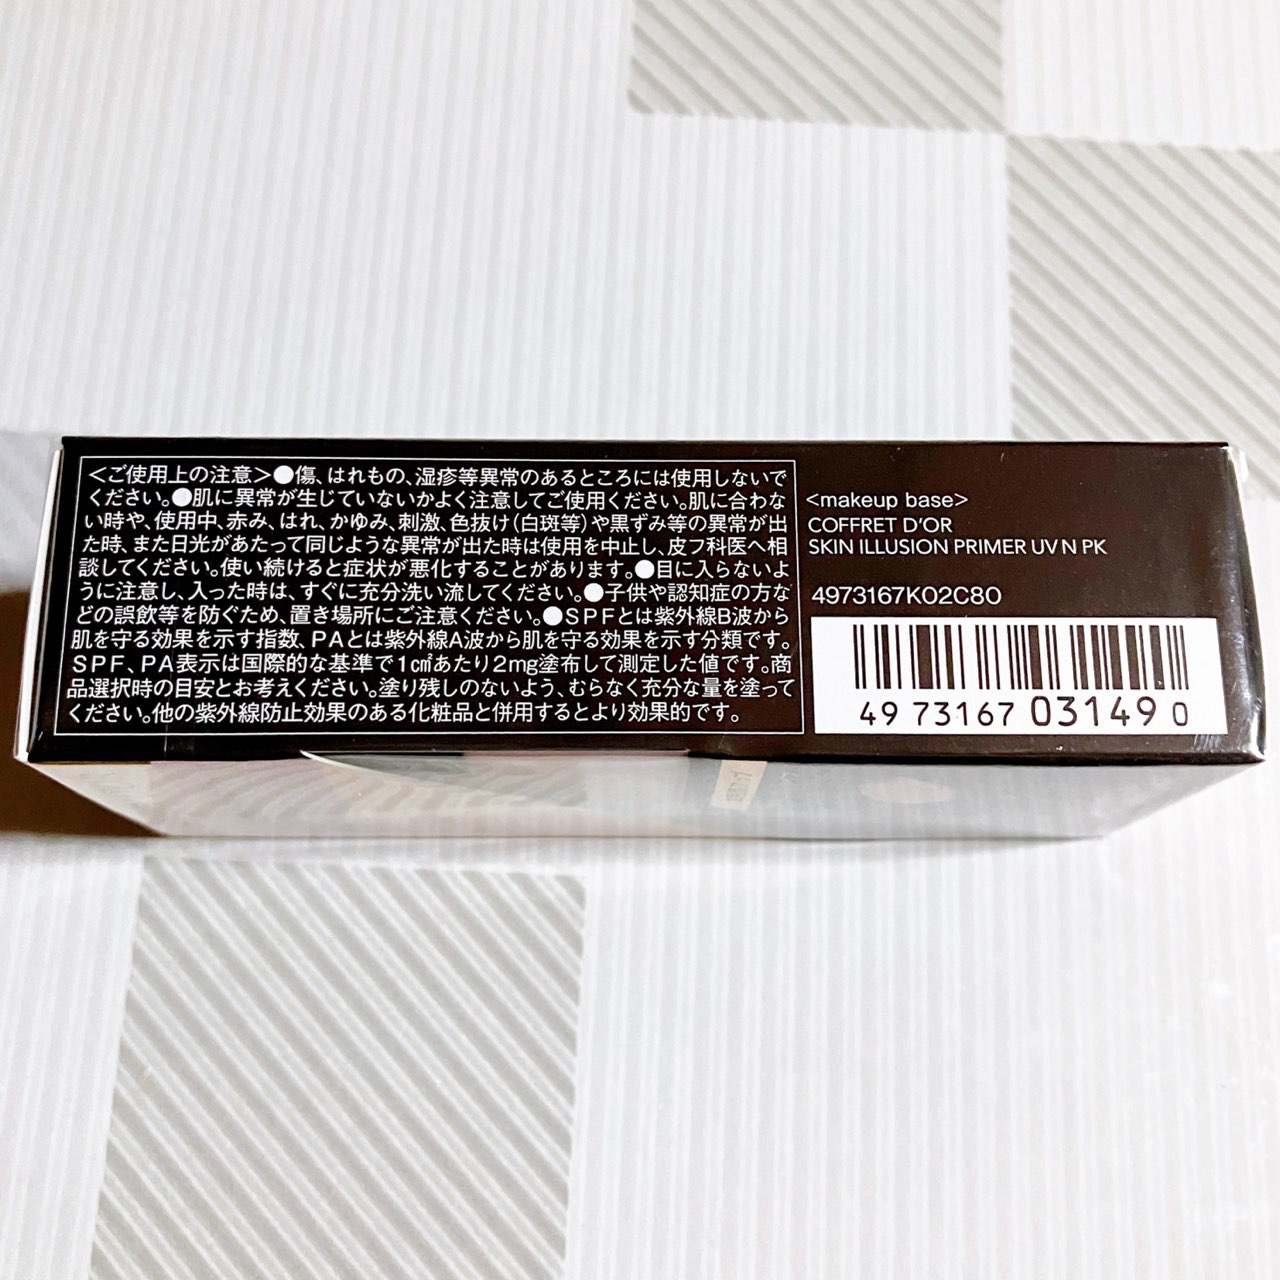 <ご使用上の注意>●傷、はれもの、湿疹等異常のあるところには使用しないで
ください。●肌に異常が生じていないかよく注意してご使用ください。肌に合わな
い時や、使用中、赤み、はれ、かゆみ、刺激、色抜け(白斑等)や黒ずみ等の異常が出
た時、また日光があたって同じような異常が出た時は使用を中止し、皮フ科医へ相
談してください。使い続けると症状が悪化することがあります。●目に入らないよ
うに注意し、入った時は、すぐに充分洗い流してください。●子供や認知症の方な
どの誤飲等を防ぐため、置き場所にご注意ください。●SPFとは紫外線B波から
肌を守る効果を示す指数、PAとは紫外線A波から肌を守る効果を示す分類です。
SPF、PA表示は国際的な基準で1c㎡あたり2mg塗布して測定した値です。商
品選択時の目安とお考えください。塗り残しのないよう、むらなく充分な量を塗って
ください。他の紫外線防止効果のある化粧品と併用するとより効果的です。
<makeup base>
COFFRET D'OR
SKIN ILLUSION PRIMER UV N PK
4973167K02C80
49 73167 03149 0